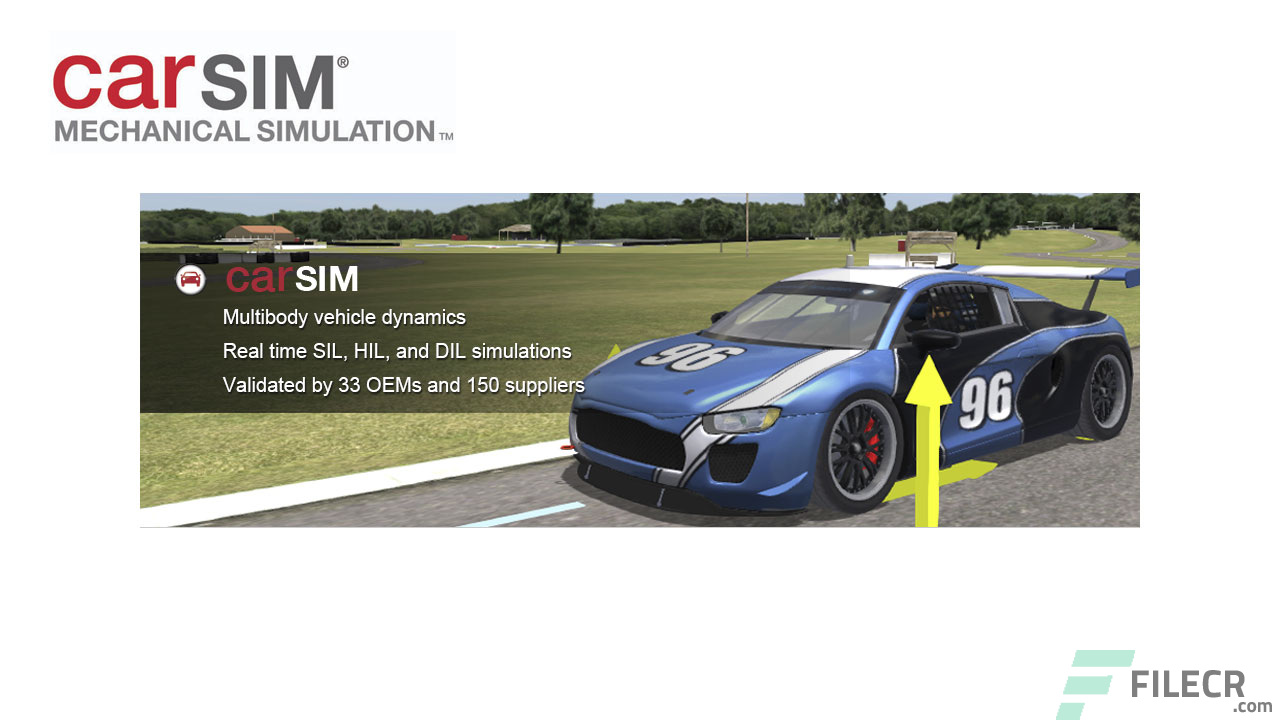 carSIM®
MECHANICAL SIMULATION™
carSIM
Multibody vehicle dynamics
Real time SIL, HIL, and DIL simulations
Validated by 33 OEMs and 150 suppliers
96
96
FILECR
.com